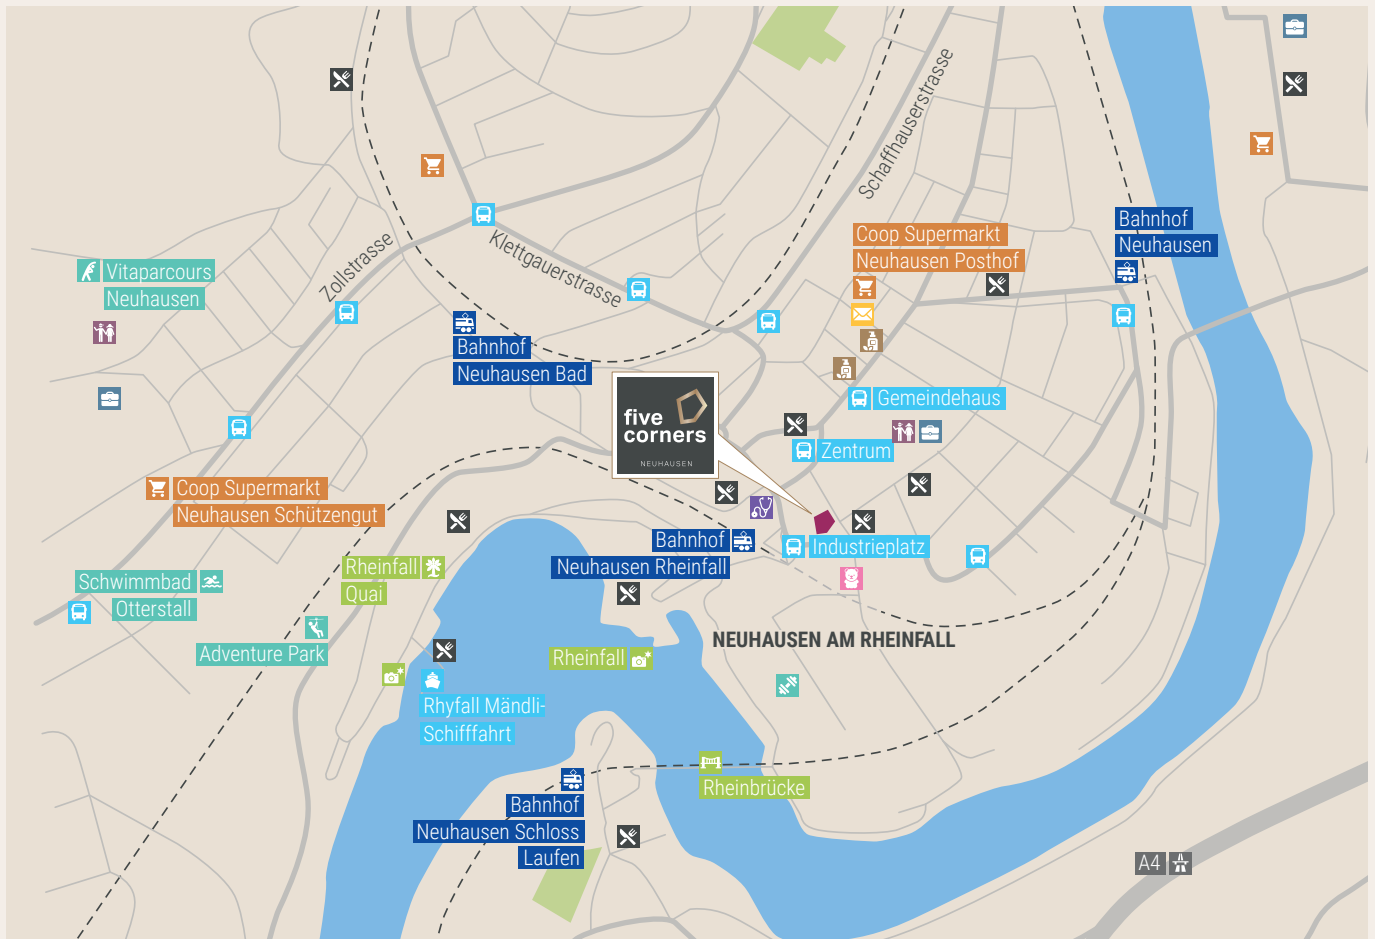 Schaffhauserstrasse
Bahnhof
Neuhausen
Coop Supermarkt
Neuhausen Posthof
Klettgauerstrasse
Zollstrasse
Vitaparcours
Neuhausen
Bahnhof
Neuhausen Bad
five
corners
NEUHAUSEN
Gemeindehaus
Zentrum
Coop Supermarkt
Neuhausen Schützengut
Bahnhof
Neuhausen Rheinfall
Industrieplatz
Rheinfall
Quai
Schwimmbad
Otterstall
Adventure Park
NEUHAUSEN AM RHEINFALL
Rheinfall
Rhyfall Mändli-
Schifffahrt
Rheinbrücke
Bahnhof
Neuhausen Schloss
Laufen
A4